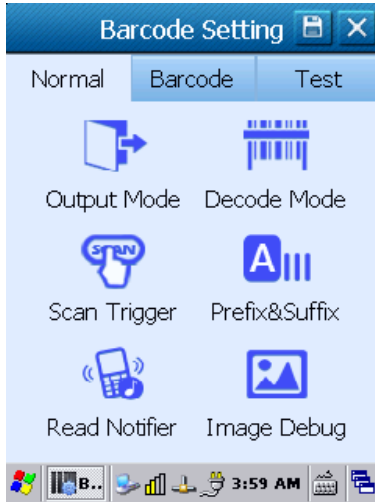 Barcode Setting
Normal Barcode Test
Output Mode Decode Mode
SCAN A
Scan Trigger Prefix&Suffix
Read Notifier Image Debug
B.. 3:59 AM